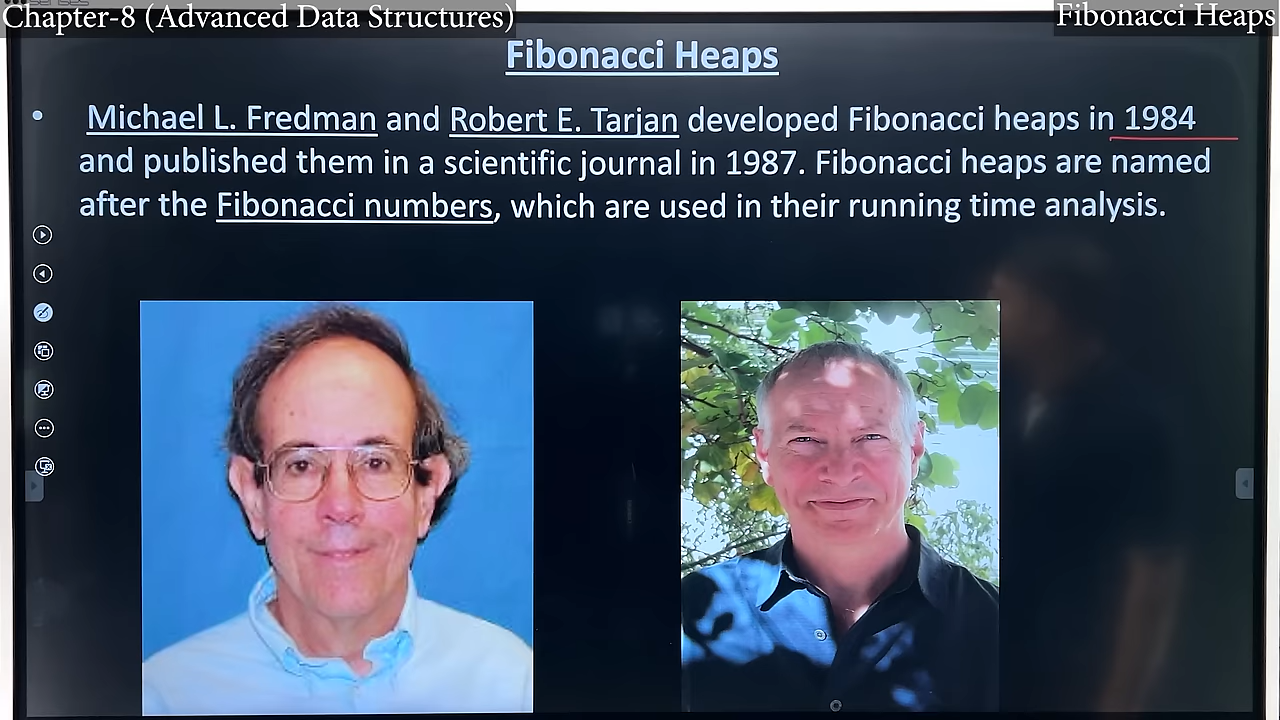 Chapter-8 (Advanced Data Structures)
Fibonacci Heaps
Fibonacci Heaps
Michael L. Fredman and Robert E. Tarjan developed Fibonacci heaps in 1984
and published them in a scientific journal in 1987. Fibonacci heaps are named
after the Fibonacci numbers, which are used in their running time analysis.